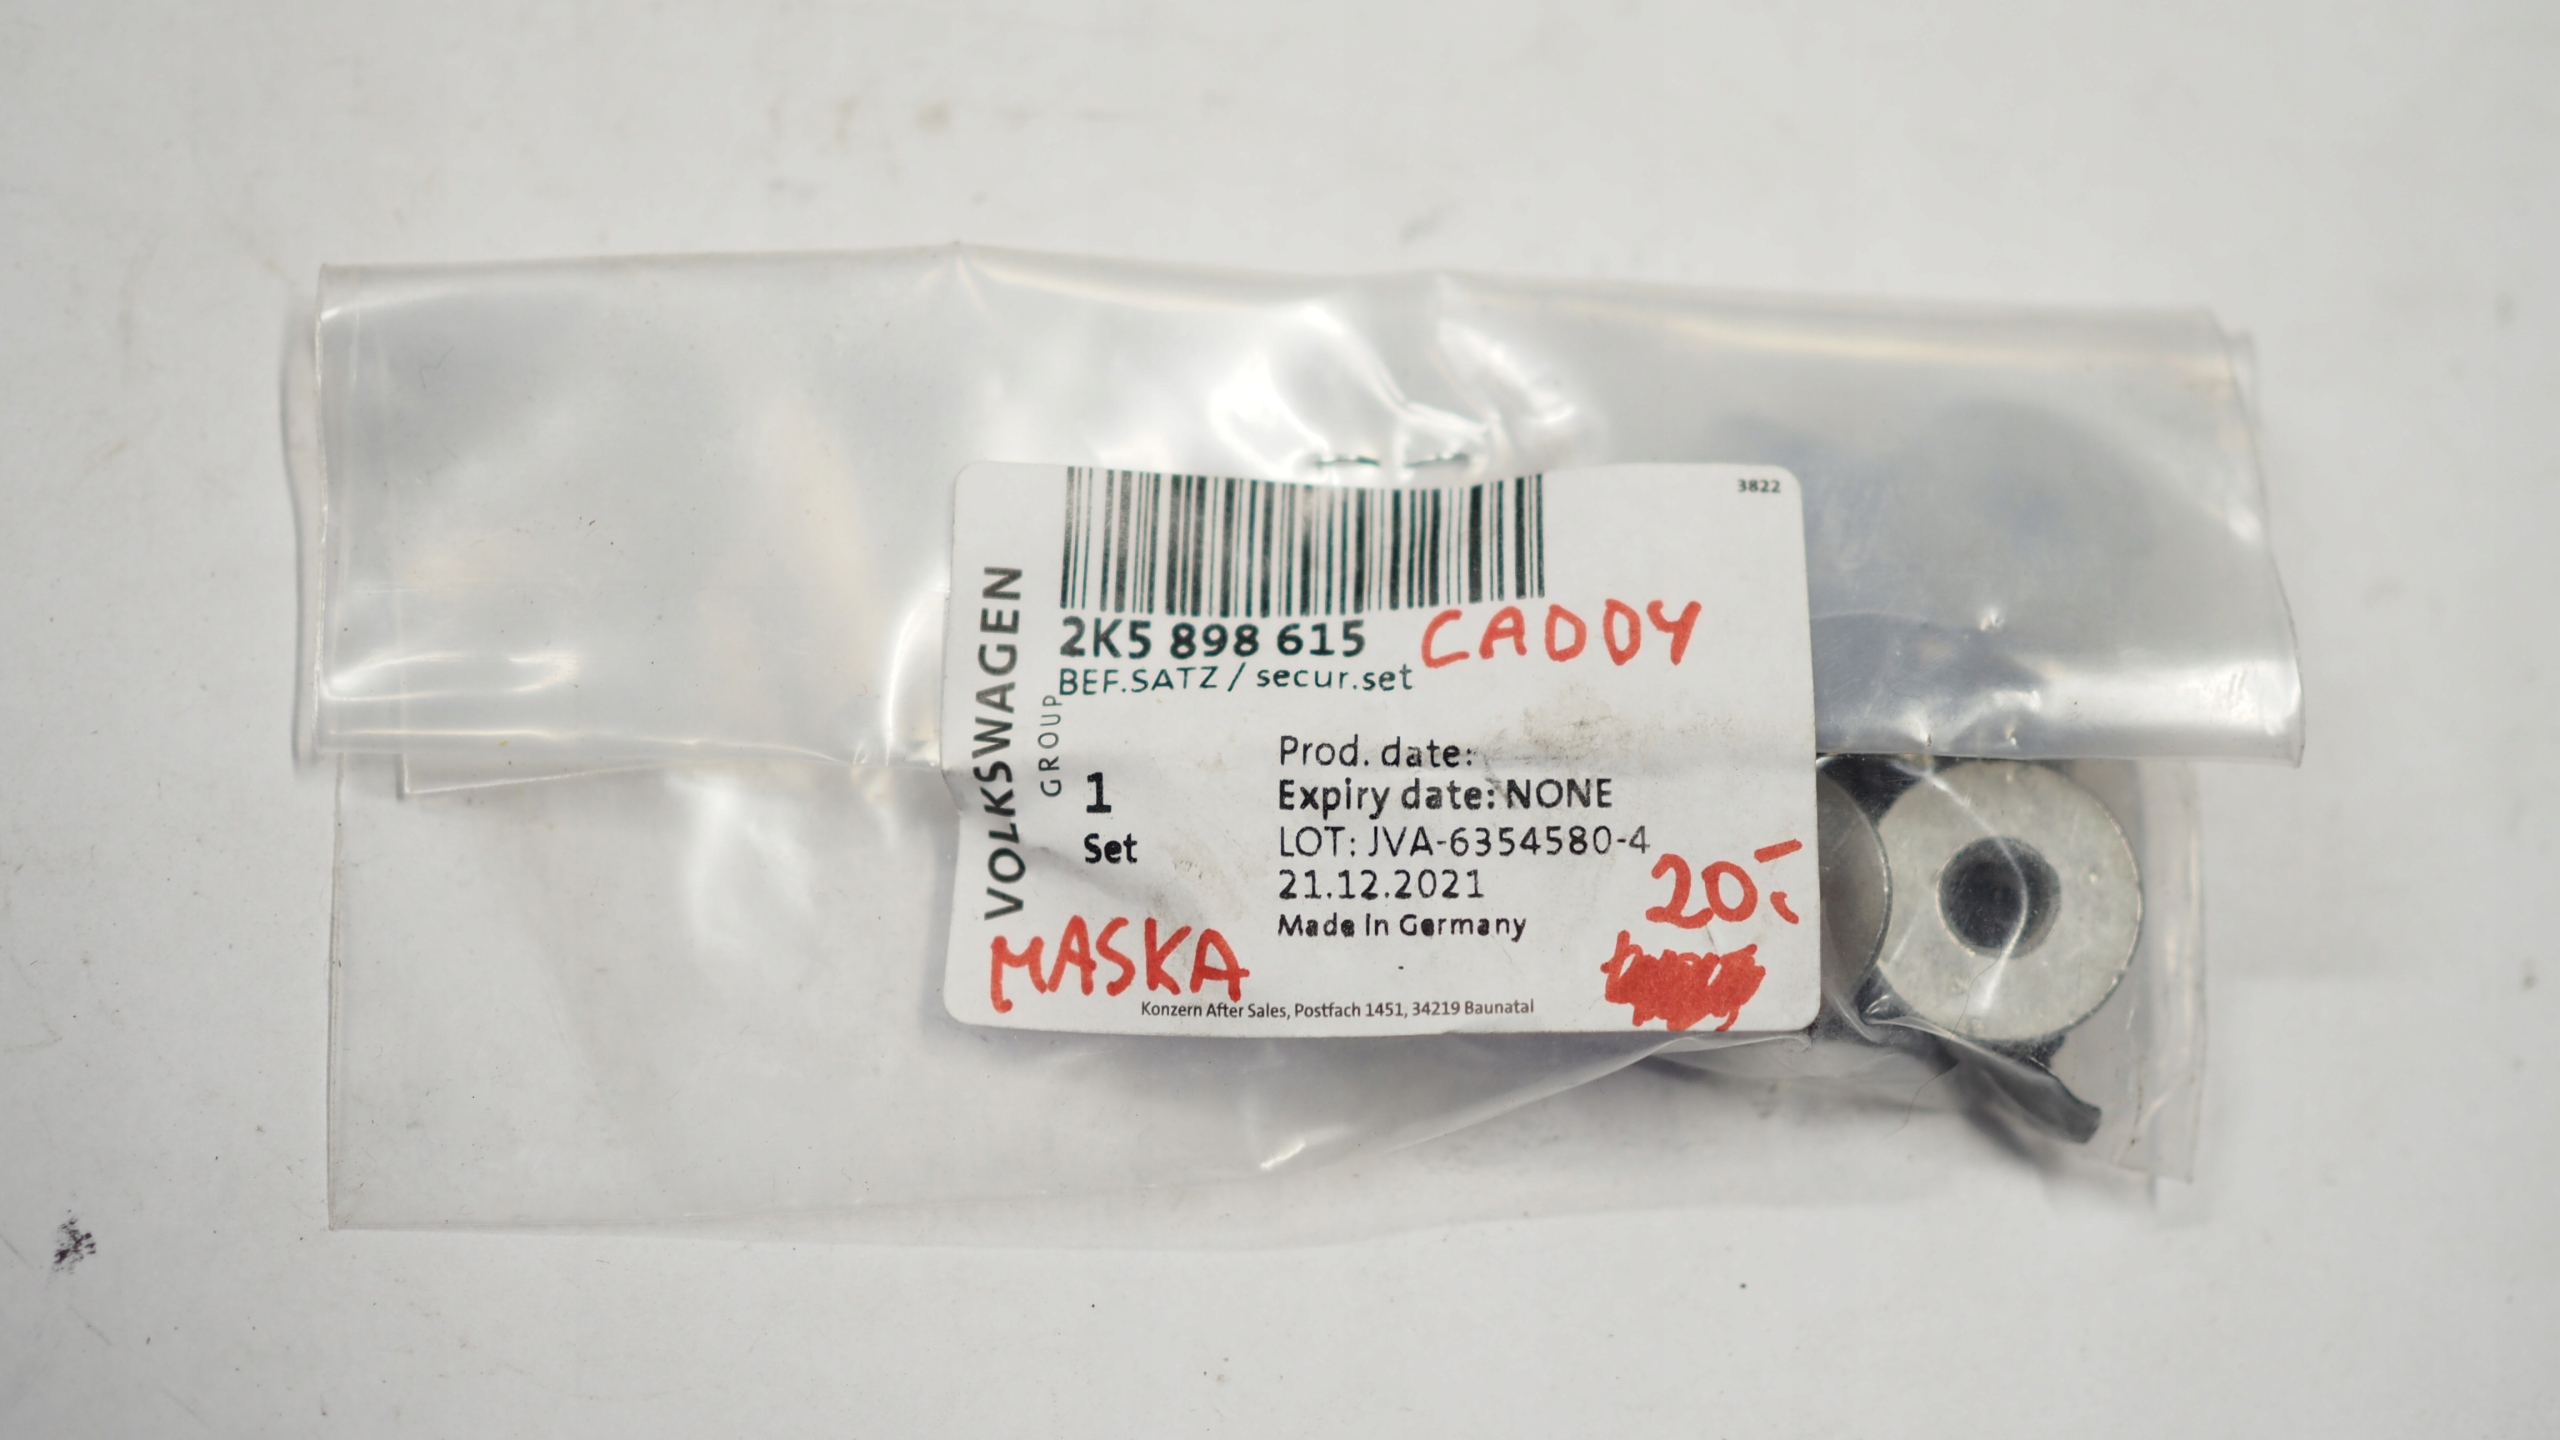 3822
VOLKSWAGEN
GROUP
2K5 898 615
CADDY
BEF.SATZ / secur.set
1
Set
Prod. date:
Expiry date: NONE
LOT: JVA-6354580-4
21.12.2021
Made in Germany
20:-
MASKA
Konzern After Sales, Postfach 1451, 34219 Baunatal